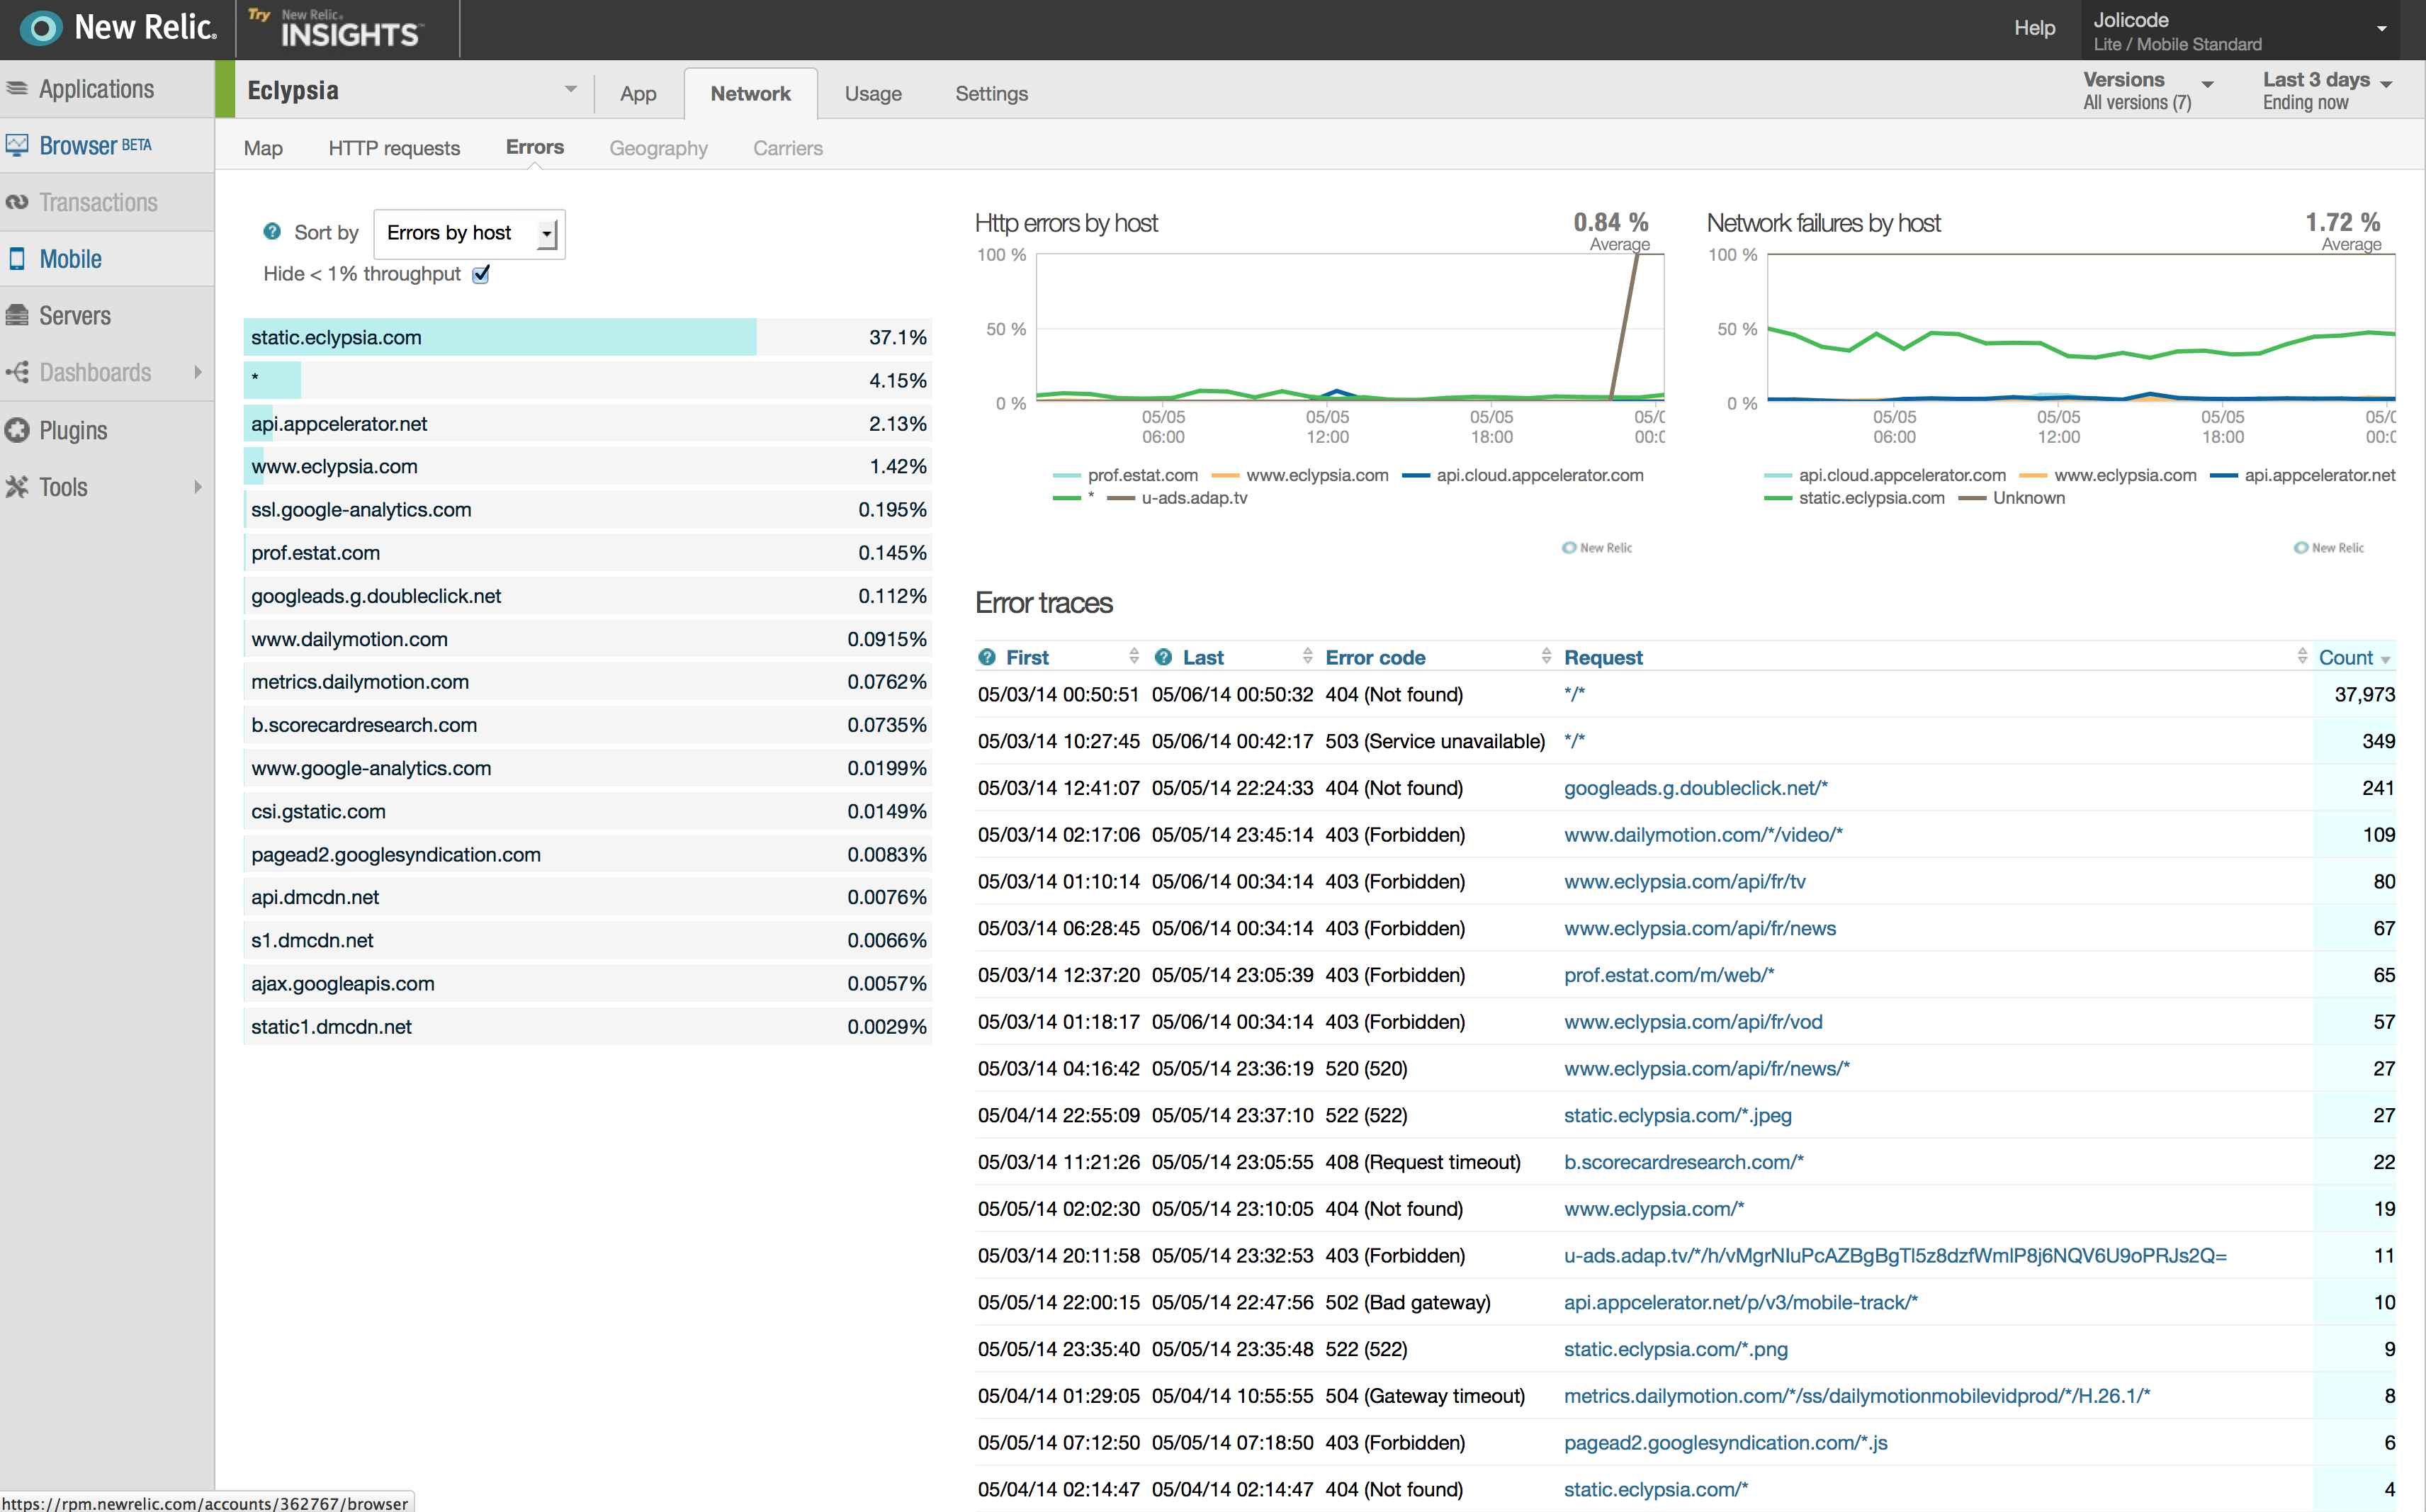 New Relic. Try New Relic. INSIGHTS™ Help Jolicode
Lite / Mobile Standard
Applications
Browser BETA
Transactions
Mobile
Servers
Dashboards
Plugins
Tools
Eclypsia App Network Usage Settings Versions Last 3 days
All versions (7) Ending now
Map HTTP requests Errors Geography Carriers
? Sort by Errors by host
Hide < 1% throughput
static.eclypsia.com 37.1%
* 4.15%
api.appcelerator.net 2.13%
www.eclypsia.com 1.42%
ssl.google-analytics.com 0.195%
prof.estat.com 0.145%
googleads.g.doubleclick.net 0.112%
www.dailymotion.com 0.0915%
metrics.dailymotion.com 0.0762%
b.scorecardresearch.com 0.0735%
www.google-analytics.com 0.0199%
csi.gstatic.com 0.0149%
pagead2.googlesyndication.com 0.0083%
api.dmcdn.net 0.0076%
s1.dmcdn.net 0.0066%
ajax.googleapis.com 0.0057%
static1.dmcdn.net 0.0029%
Http errors by host 0.84 %
Average
100 %
50 %
0 %
05/05 05/05 05/05
06:00 12:00 18:00
prof.estat.com www.eclypsia.com api.cloud.appcelerator.com
* u-ads.adap.tv
New Relic
Network failures by host 1.72 %
Average
100 %
50 %
0 %
05/05 05/05 05/05
06:00 12:00 18:00
api.cloud.appcelerator.com www.eclypsia.com api.appcelerator.net
static.eclypsia.com Unknown
New Relic
Error traces
? First ? Last Error code Request Count
05/03/14 00:50:51 05/06/14 00:50:32 404 (Not found) */* 37,973
05/03/14 10:27:45 05/06/14 00:42:17 503 (Service unavailable) */* 349
05/03/14 12:41:07 05/05/14 22:24:33 404 (Not found) googleads.g.doubleclick.net/* 241
05/03/14 02:17:06 05/05/14 23:45:14 403 (Forbidden) www.dailymotion.com/*/video/* 109
05/03/14 01:10:14 05/06/14 00:34:14 403 (Forbidden) www.eclypsia.com/api/fr/tv 80
05/03/14 06:28:45 05/06/14 00:34:14 403 (Forbidden) www.eclypsia.com/api/fr/news 67
05/03/14 12:37:20 05/05/14 23:05:39 403 (Forbidden) prof.estat.com/m/web/* 65
05/03/14 01:18:17 05/06/14 00:34:14 403 (Forbidden) www.eclypsia.com/api/fr/vod 57
05/03/14 04:16:42 05/05/14 23:36:19 520 (520) www.eclypsia.com/api/fr/news/* 27
05/04/14 22:55:09 05/05/14 23:37:10 522 (522) static.eclypsia.com/*.jpeg 27
05/03/14 11:21:26 05/05/14 23:05:55 408 (Request timeout) b.scorecardresearch.com/* 22
05/05/14 02:02:30 05/05/14 23:10:05 404 (Not found) www.eclypsia.com/* 19
05/03/14 20:11:58 05/05/14 23:32:53 403 (Forbidden) 11
05/05/14 22:00:15 05/05/14 22:47:56 502 (Bad gateway) api.appcelerator.net/p/v3/mobile-track/* 10
05/05/14 23:35:40 05/05/14 23:35:48 522 (522) static.eclypsia.com/*.png 9
05/04/14 01:29:05 05/04/14 10:55:55 504 (Gateway timeout) metrics.dailymotion.com/*/ss/dailymotionmobilevidprod/*/H.26.1/* 8
05/05/14 07:12:50 05/05/14 07:18:50 403 (Forbidden) pagead2.googlesyndication.com/*.js 6
05/04/14 02:14:47 05/04/14 02:14:47 404 (Not found) static.eclypsia.com/* 4
https://rpm.newrelic.com/accounts/362767/browser